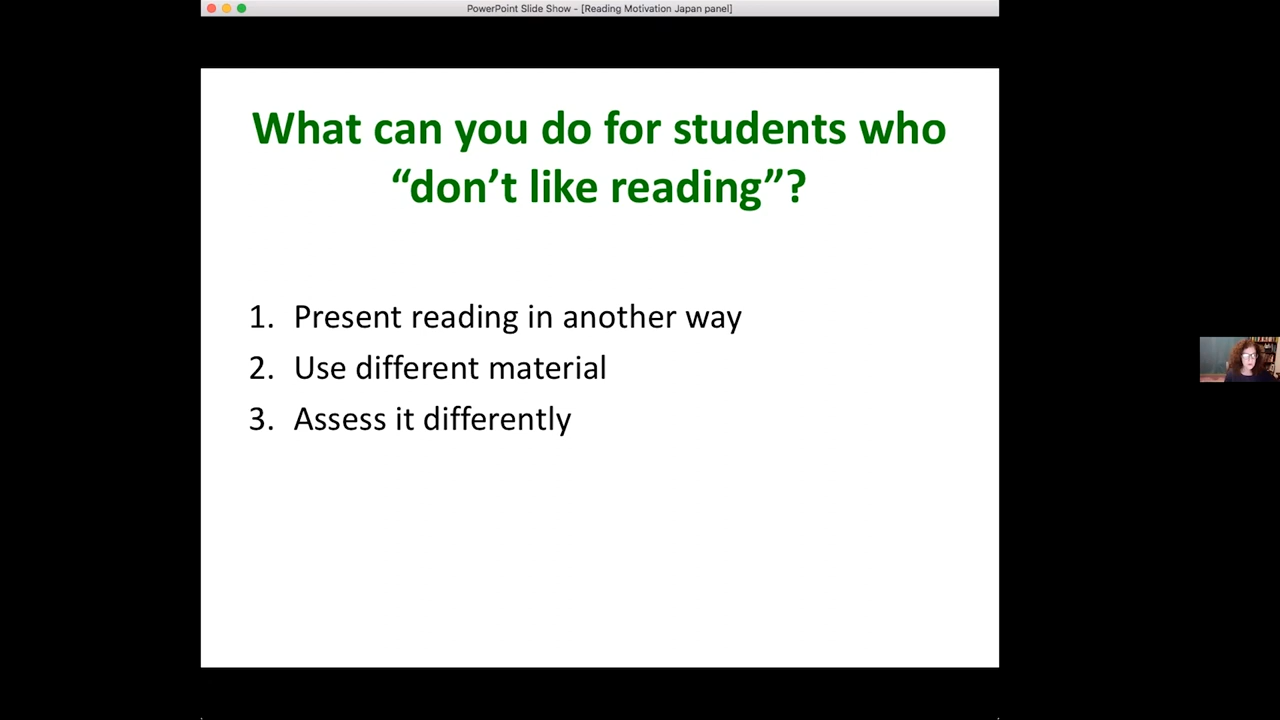 PowerPoint Slide Show - [Reading Motivation Japan panel]
What can you do for students who
“don’t like reading”?
1. Present reading in another way
2. Use different material
3. Assess it differently